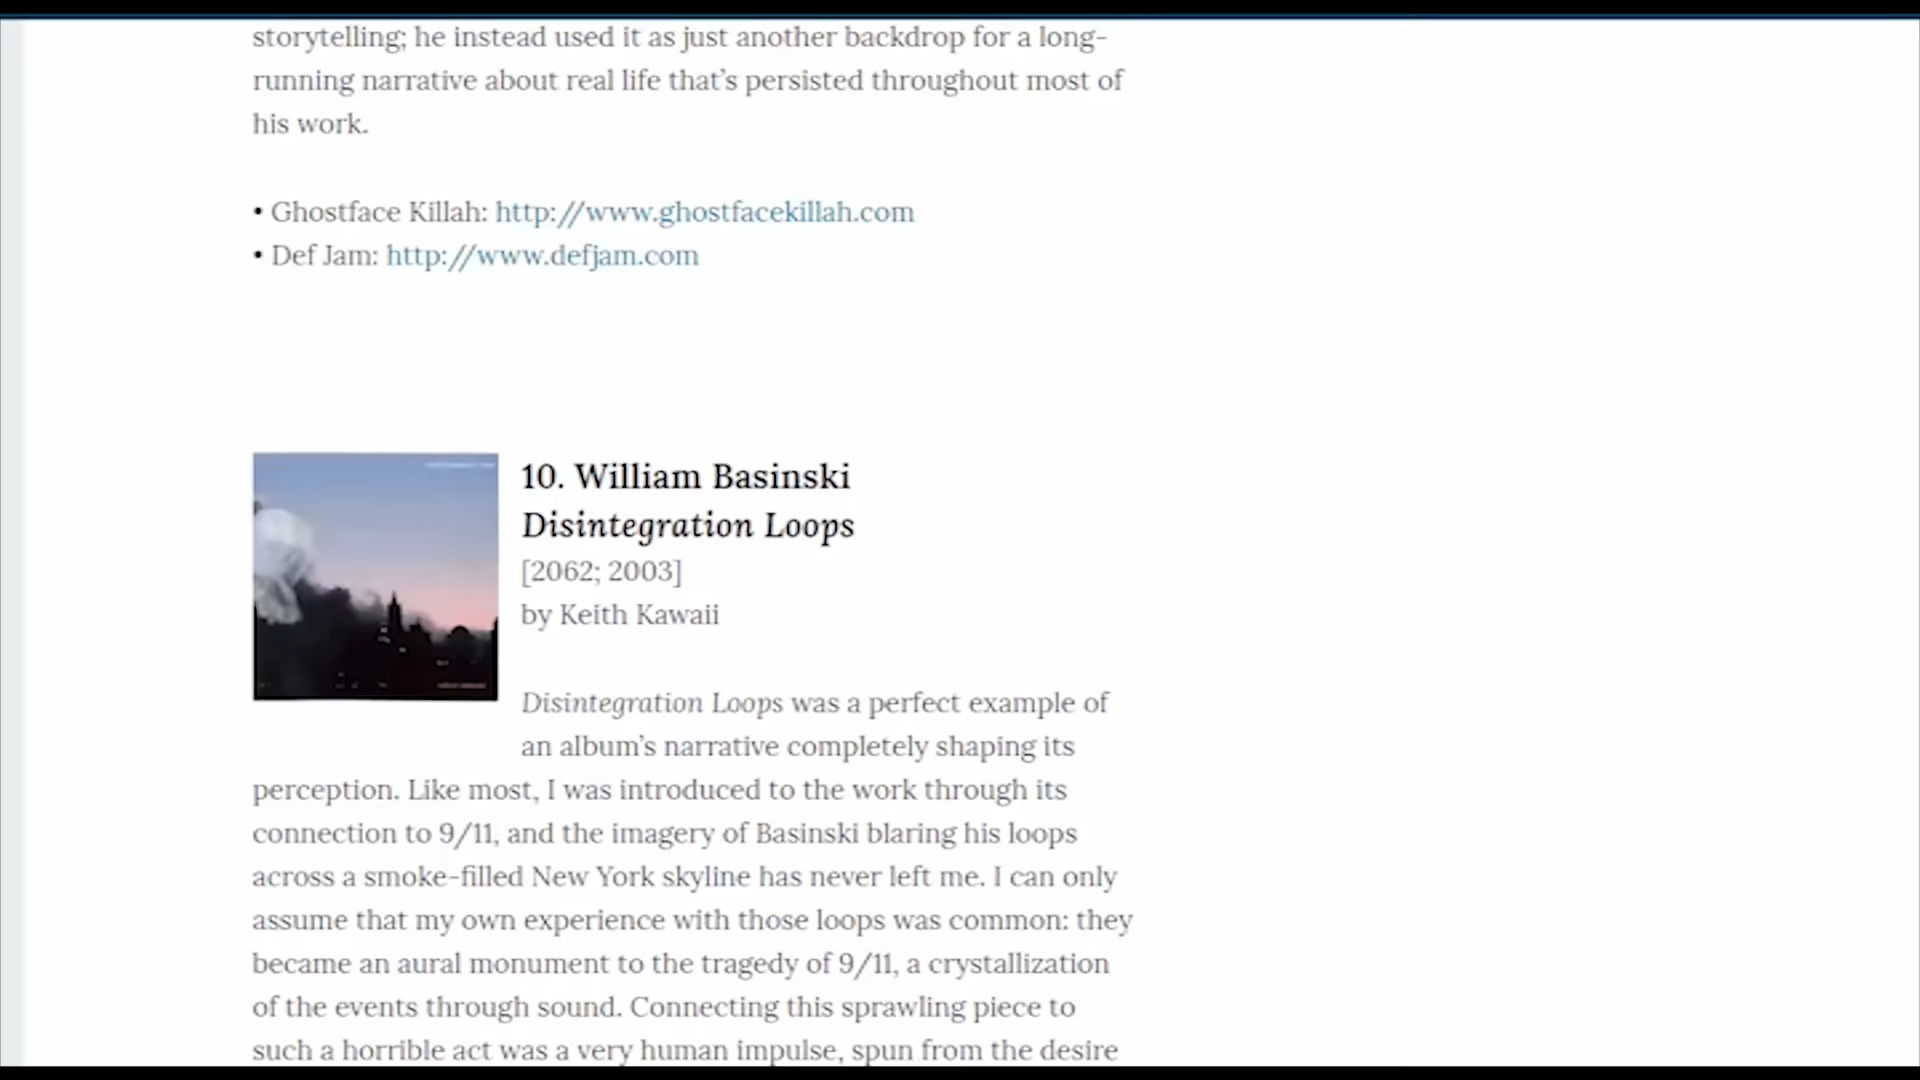 storytelling; he instead used it as just another backdrop for a long-
running narrative about real life that’s persisted throughout most of
his work.
• Ghostface Killah: http://www.ghostfacekillah.com
• Def Jam: http://www.defjam.com
10. William Basinski
Disintegration Loops
[2062; 2003]
by Keith Kawaii
Disintegration Loops was a perfect example of
an album’s narrative completely shaping its
perception. Like most, I was introduced to the work through its
connection to 9/11, and the imagery of Basinski blaring his loops
across a smoke-filled New York skyline has never left me. I can only
assume that my own experience with those loops was common: they
became an aural monument to the tragedy of 9/11, a crystallization
of the events through sound. Connecting this sprawling piece to
such a horrible act was a very human impulse, spun from the desire